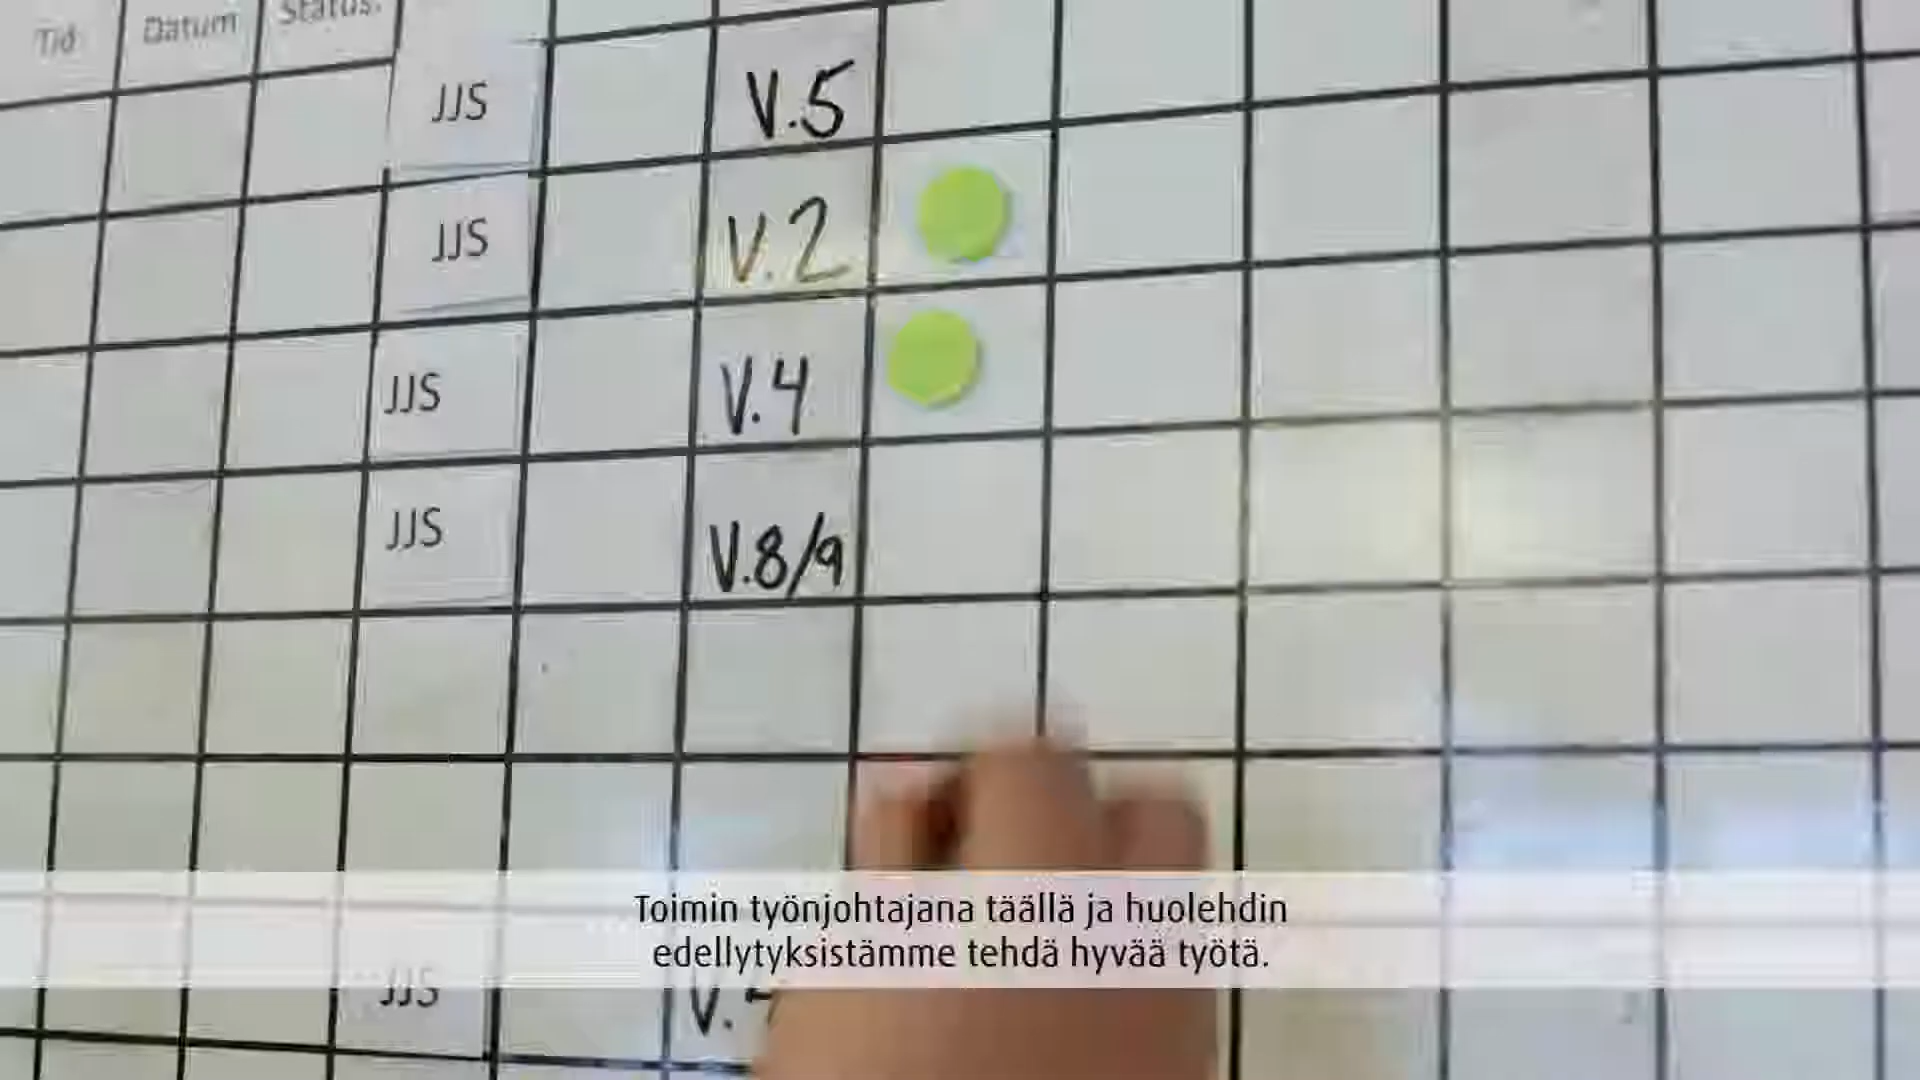 Tid Datum Status:
JJS V.5
JJS V.2
JJS V.4
JJS V.8/9
Toimin työnjohtajana täällä ja huolehdin
edellytyksistämme tehdä hyvää työtä.
JJS V.